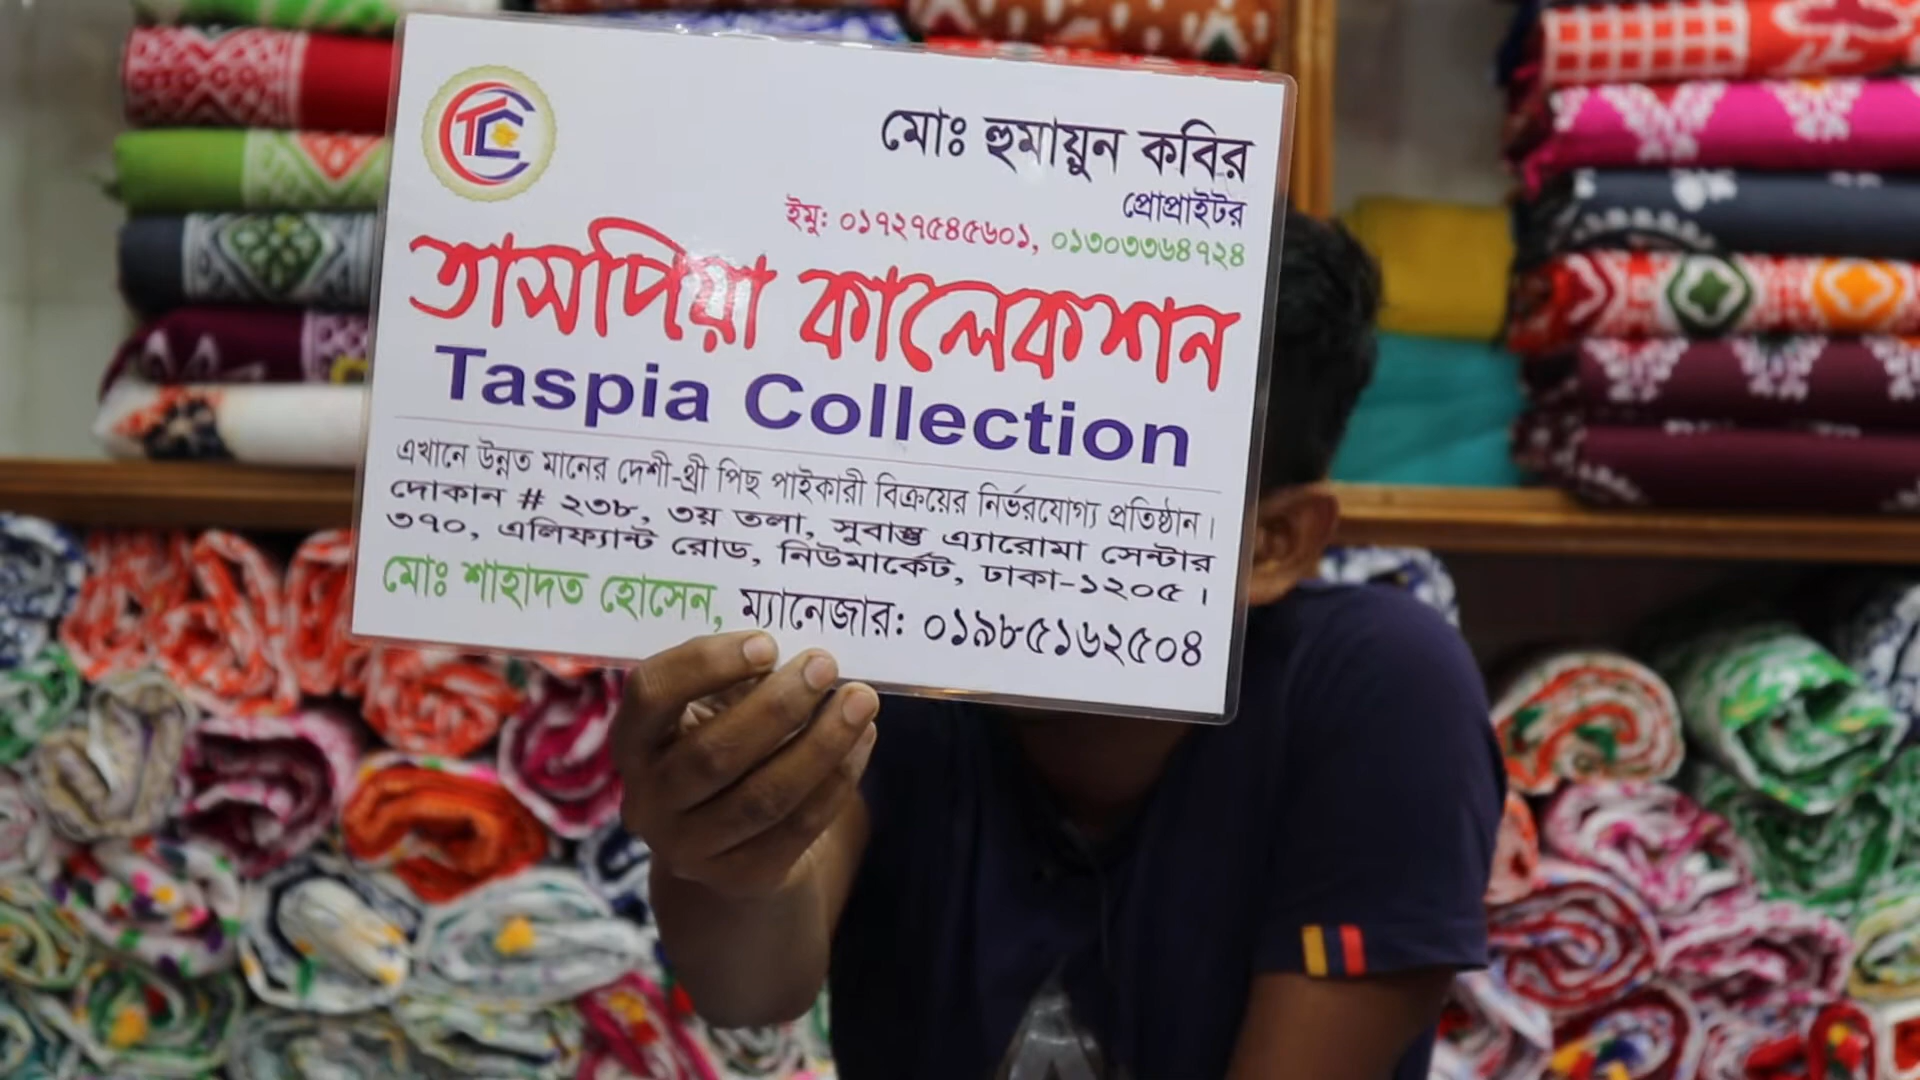 TCC
মোঃ হুমায়ুন কবির
প্রোপ্রাইটর
ইমু: ০১৭২৭৫৪৫৬০১, ০১৩০৩৩৬৪৭২৪
তাসপিয়া কালেকশন
Taspia Collection
এখানে উন্নত মানের দেশী-থ্রী পিছ পাইকারী বিক্রয়ের নির্ভরযোগ্য প্রতিষ্ঠান।
দোকান # ২৩৮, ৩য় তলা, সুবাস্তু এ্যারোমা সেন্টার
৩৭০, এলিফ্যান্ট রোড, নিউমার্কেট, ঢাকা-১২০৫ ।
মোঃ শাহাদত হোসেন, ম্যানেজার: ০১৯৮৫১৬২৫০৪